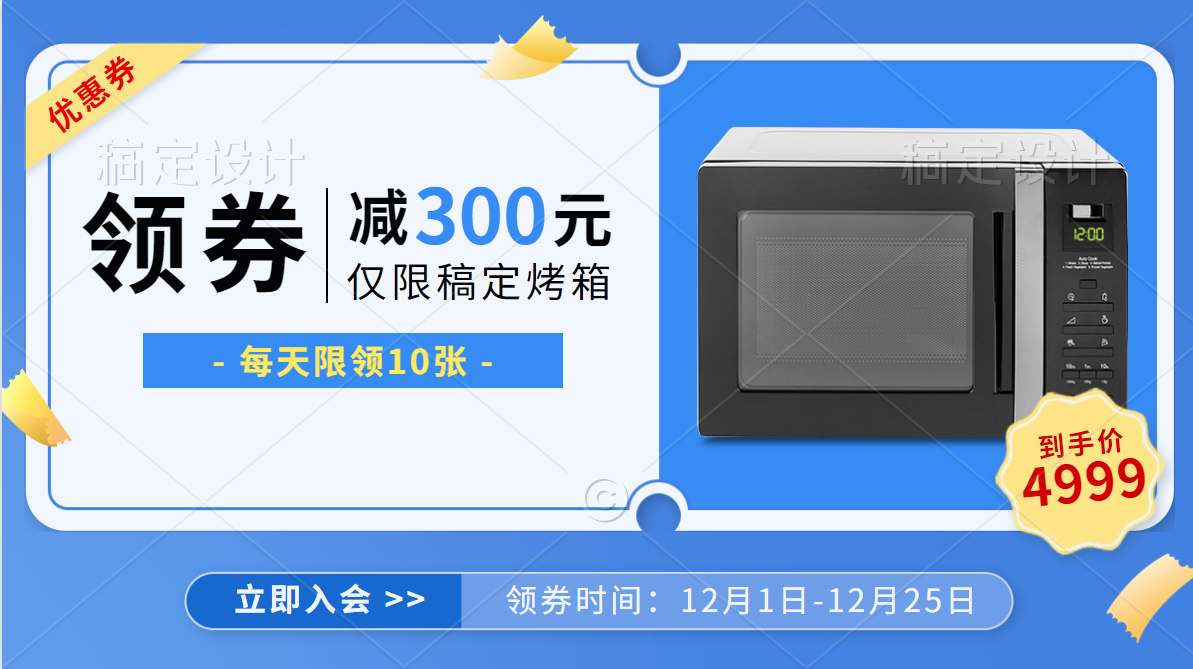 优惠券
稿定设计
稿定设计
领券
减300元
仅限稿定烤箱
- 每天限领10张 -
12:00
Auto Cook
到手价
4999
©
立即入会 >>
领券时间：12月1日-12月25日